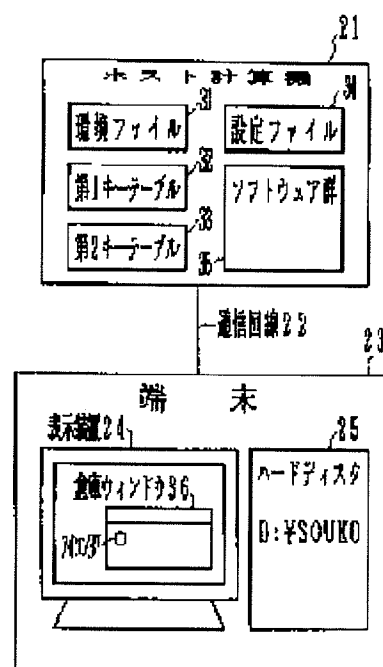 21
ホスト計算機
31
環境ファイル
34
設定ファイル
32
第1キーテーブル
33
第2キーテーブル
ソフトウェア群
35
通信回線22
23
端 末
表示装置24
25
倉庫ウィンドウ36
アイコン37
ハードディスク
D:¥SOUKO